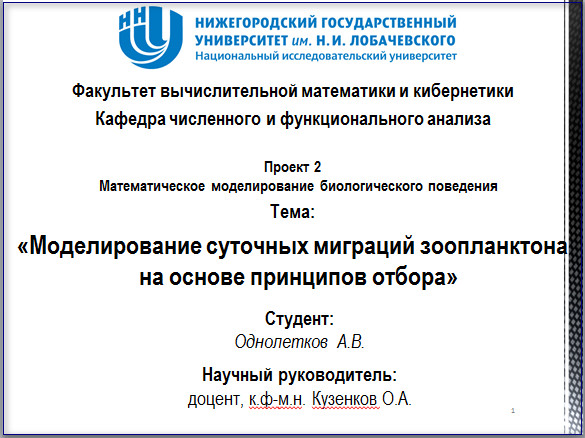 ННГУ
НИЖЕГОРОДСКИЙ ГОСУДАРСТВЕННЫЙ
УНИВЕРСИТЕТ им. Н.И. ЛОБАЧЕВСКОГО
Национальный исследовательский университет
Факультет вычислительной математики и кибернетики
Кафедра численного и функционального анализа
Проект 2
Математическое моделирование биологического поведения
Тема:
«Моделирование суточных миграций зоопланктона
на основе принципов отбора»
Студент:
Однолетков А.В.
Научный руководитель:
доцент, к.ф-м.н. Кузенков О.А.
1